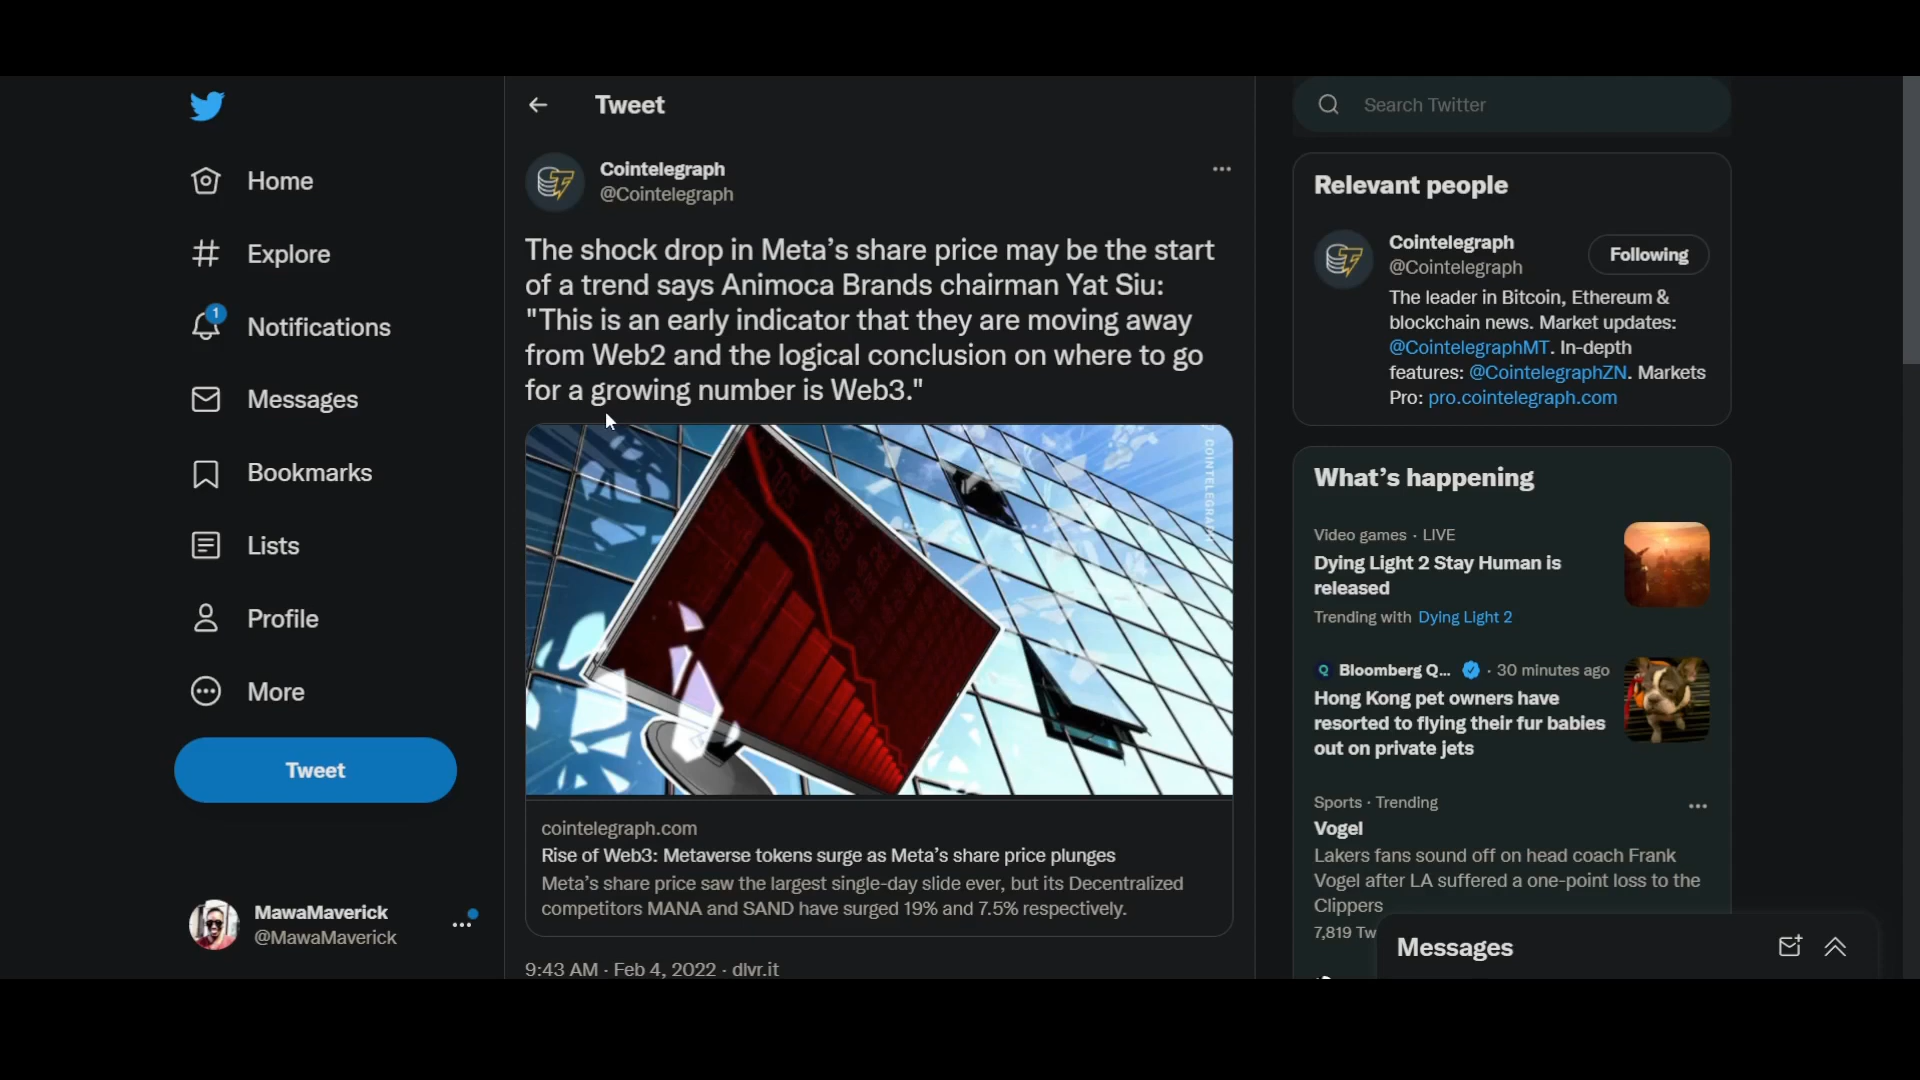 Home
Explore
1
Notifications
Messages
Bookmarks
Lists
Profile
More
Tweet
MawaMaverick
@MawaMaverick
Tweet
Cointelegraph
@Cointelegraph
The shock drop in Meta’s share price may be the start
of a trend says Animoca Brands chairman Yat Siu:
"This is an early indicator that they are moving away
from Web2 and the logical conclusion on where to go
for a growing number is Web3."
COINTELEGRAPH
cointelegraph.com
Rise of Web3: Metaverse tokens surge as Meta’s share price plunges
Meta’s share price saw the largest single-day slide ever, but its Decentralized
competitors MANA and SAND have surged 19% and 7.5% respectively.
9:43 AM · Feb 4, 2022 · dlvr.it
Search Twitter
Relevant people
Cointelegraph
@Cointelegraph
Following
The leader in Bitcoin, Ethereum &
blockchain news. Market updates:
@CointelegraphMT. In-depth
features: @CointelegraphZN. Markets
Pro: pro.cointelegraph.com
What’s happening
Video games · LIVE
Dying Light 2 Stay Human is
released
Trending with Dying Light 2
Bloomberg Q... · 30 minutes ago
Hong Kong pet owners have
resorted to flying their fur babies
out on private jets
Sports · Trending
Vogel
Lakers fans sound off on head coach Frank
Vogel after LA suffered a one-point loss to the
Clippers
7,819 Tw
Messages